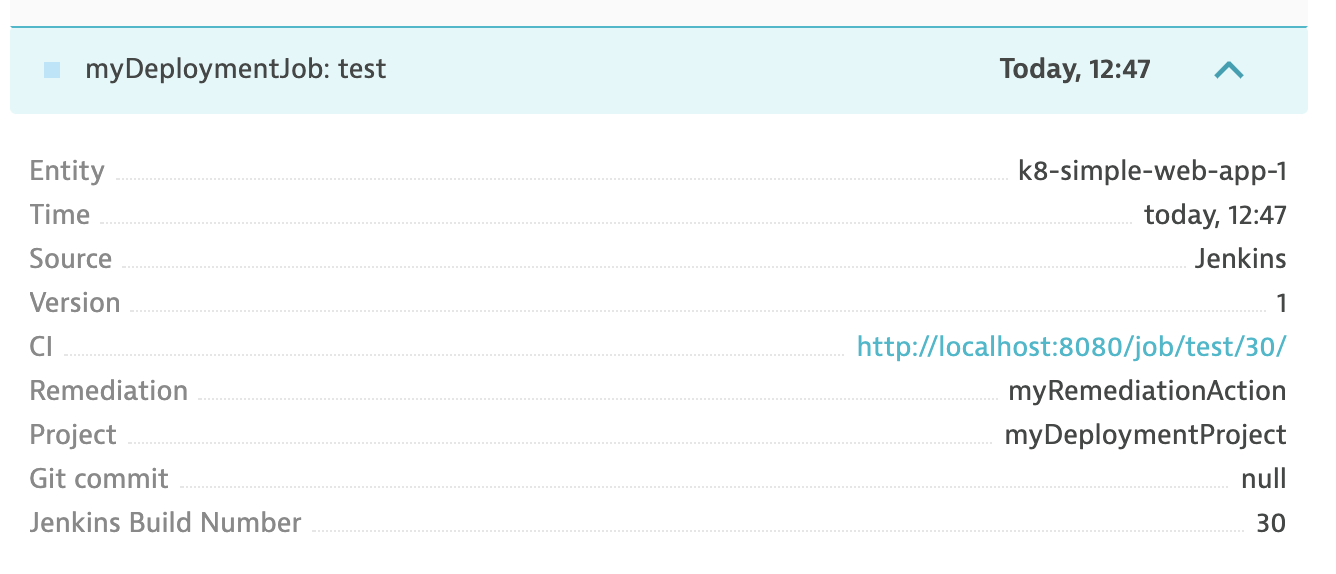 myDeploymentJob: test Today, 12:47
Entity k8-simple-web-app-1
Time today, 12:47
Source Jenkins
Version 1
CI http://localhost:8080/job/test/30/
Remediation myRemediationAction
Project myDeploymentProject
Git commit null
Jenkins Build Number 30